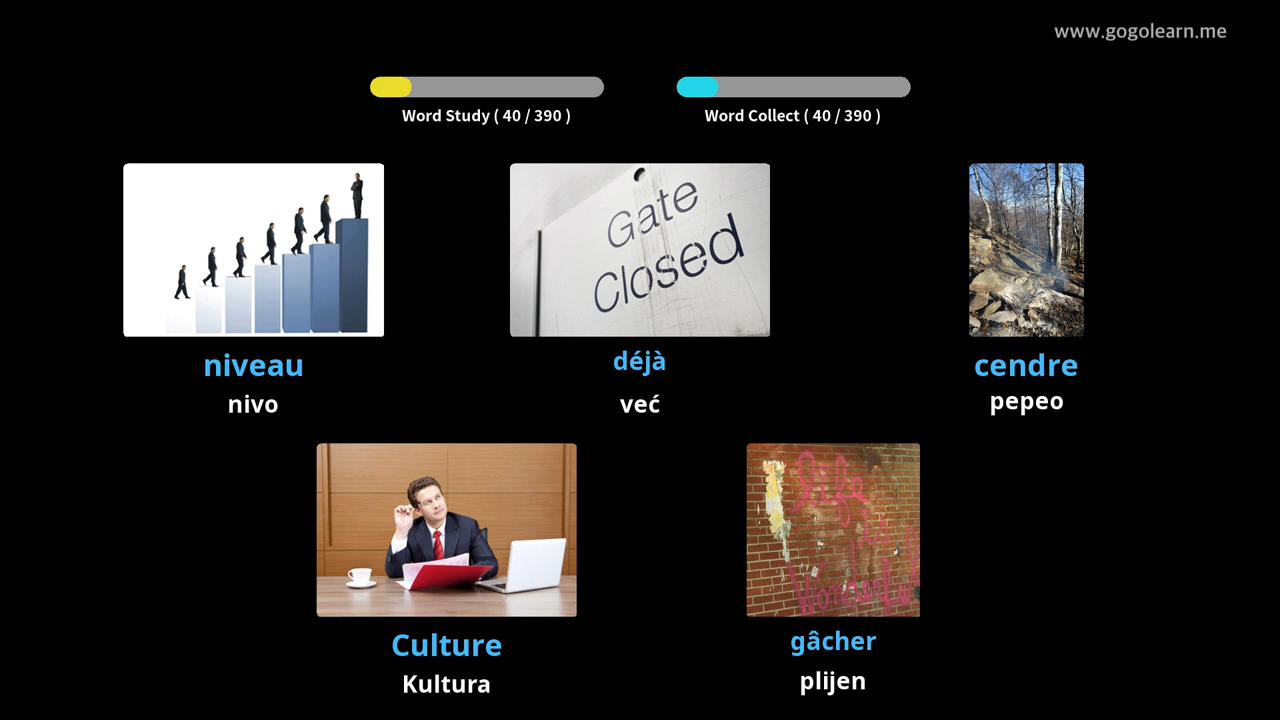 www.gogolearn.me
Word Study ( 40 / 390 )
Word Collect ( 40 / 390 )
Gate
Closed
niveau
nivo
déjà
već
cendre
pepeo
Culture
Kultura
gâcher
plijen